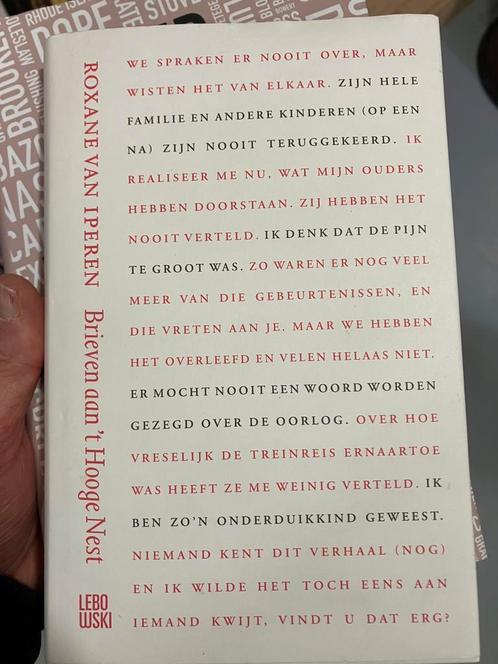 ROXANE VAN IPEREN Brieven aan 't Hooge Nest
LEBO
WSKI
WE SPRAKEN ER NOOIT OVER, MAAR
WISTEN HET VAN ELKAAR. ZIJN HELE
FAMILIE EN ANDERE KINDEREN (OP EEN
NA) ZIJN NOOIT TERUGGEKEERD. IK
REALISEER ME NU, WAT MIJN OUDERS
HEBBEN DOORSTAAN. ZIJ HEBBEN HET
NOOIT VERTELD. IK DENK DAT DE PIJN
TE GROOT WAS. ZO WAREN ER NOG VEEL
MEER VAN DIE GEBEURTENISSEN, EN
DIE VRETEN AAN JE. MAAR WE HEBBEN
HET OVERLEEFD EN VELEN HELAAS NIET.
ER MOCHT NOOIT EEN WOORD WORDEN
GEZEGD OVER DE OORLOG. OVER HOE
VRESELIJK DE TREINREIS ERNAARTOE
WAS HEEFT ZE ME WEINIG VERTELD. IK
BEN ZO'N ONDERDUIKKIND GEWEEST.
NIEMAND KENT DIT VERHAAL (NOG)
EN IK WILDE HET TOCH EENS AAN
IEMAND KWIJT, VINDT U DAT ERG?